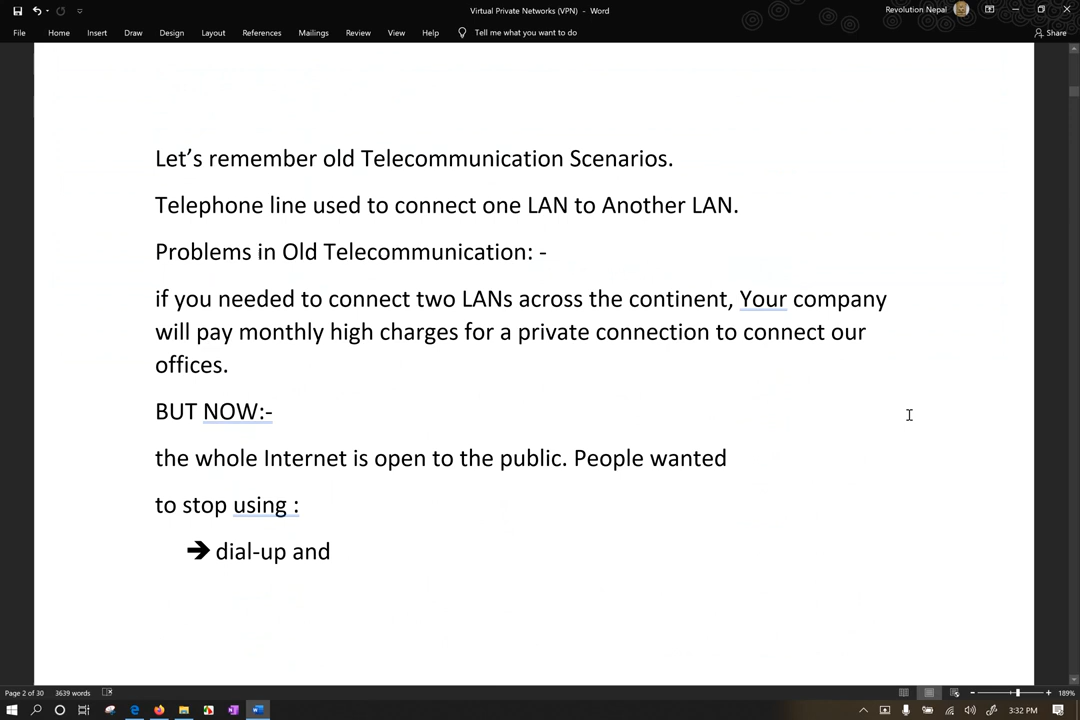 Virtual Private Networks (VPN) - Word
Revolution Nepal
File Home Insert Draw Design Layout References Mailings Review View Help Tell me what you want to do Share
Let's remember old Telecommunication Scenarios.
Telephone line used to connect one LAN to Another LAN.
Problems in Old Telecommunication: -
if you needed to connect two LANs across the continent, Your company
will pay monthly high charges for a private connection to connect our
offices.
BUT NOW:-
the whole Internet is open to the public. People wanted
to stop using :
➔ dial-up and
Page 2 of 30 3639 words 189%
3:32 PM